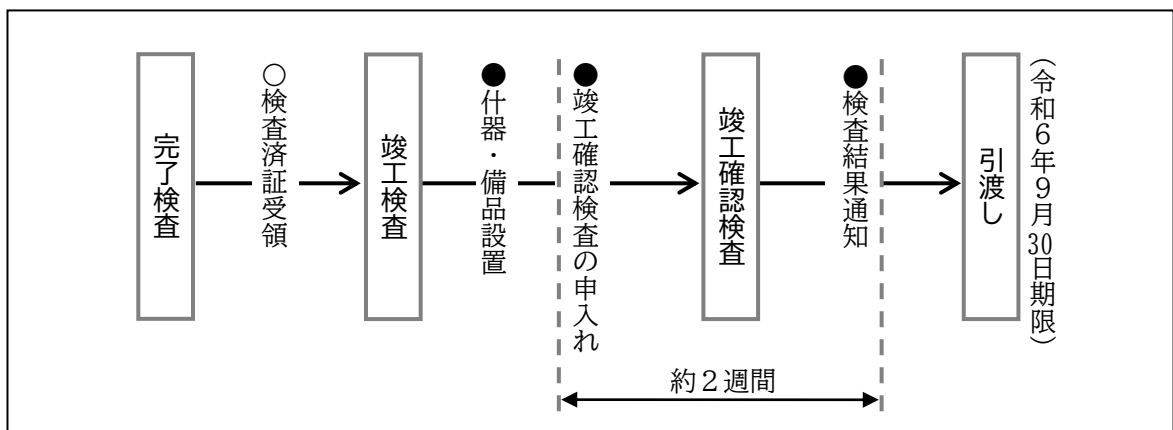 完了検査
○検査済証受領
竣工検査
●什器・備品設置
●竣工確認検査の申入れ
竣工確認検査
●検査結果通知
引渡し
（令和６年９月30日期限）
約２週間